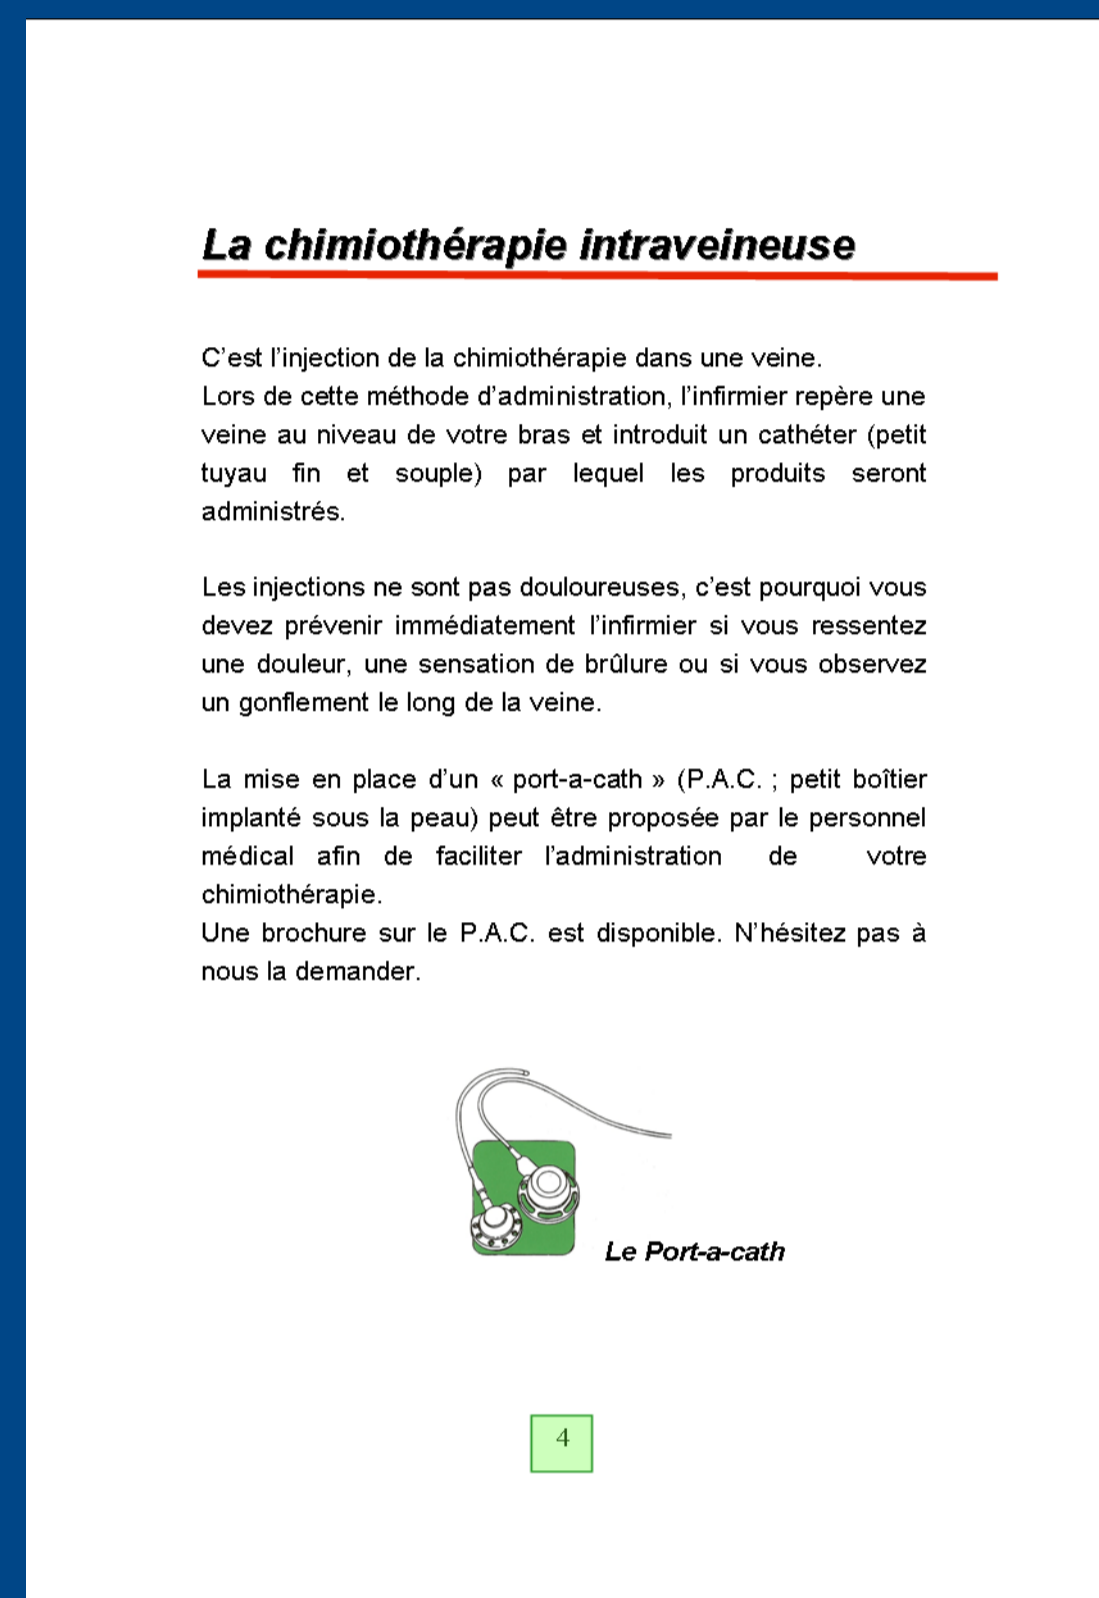 La chimiothérapie intraveineuse
C'est l'injection de la chimiothérapie dans une veine.
Lors de cette méthode d'administration, l'infirmier repère une
veine au niveau de votre bras et introduit un cathéter (petit
tuyau fin et souple) par lequel les produits seront
administrés.
Les injections ne sont pas douloureuses, c'est pourquoi vous
devez prévenir immédiatement l'infirmier si vous ressentez
une douleur, une sensation de brûlure ou si vous observez
un gonflement le long de la veine.
La mise en place d'un « port-a-cath » (P.A.C. ; petit boîtier
implanté sous la peau) peut être proposée par le personnel
médical afin de faciliter l'administration de votre
chimiothérapie.
Une brochure sur le P.A.C. est disponible. N'hésitez pas à
nous la demander.
Le Port-a-cath
4